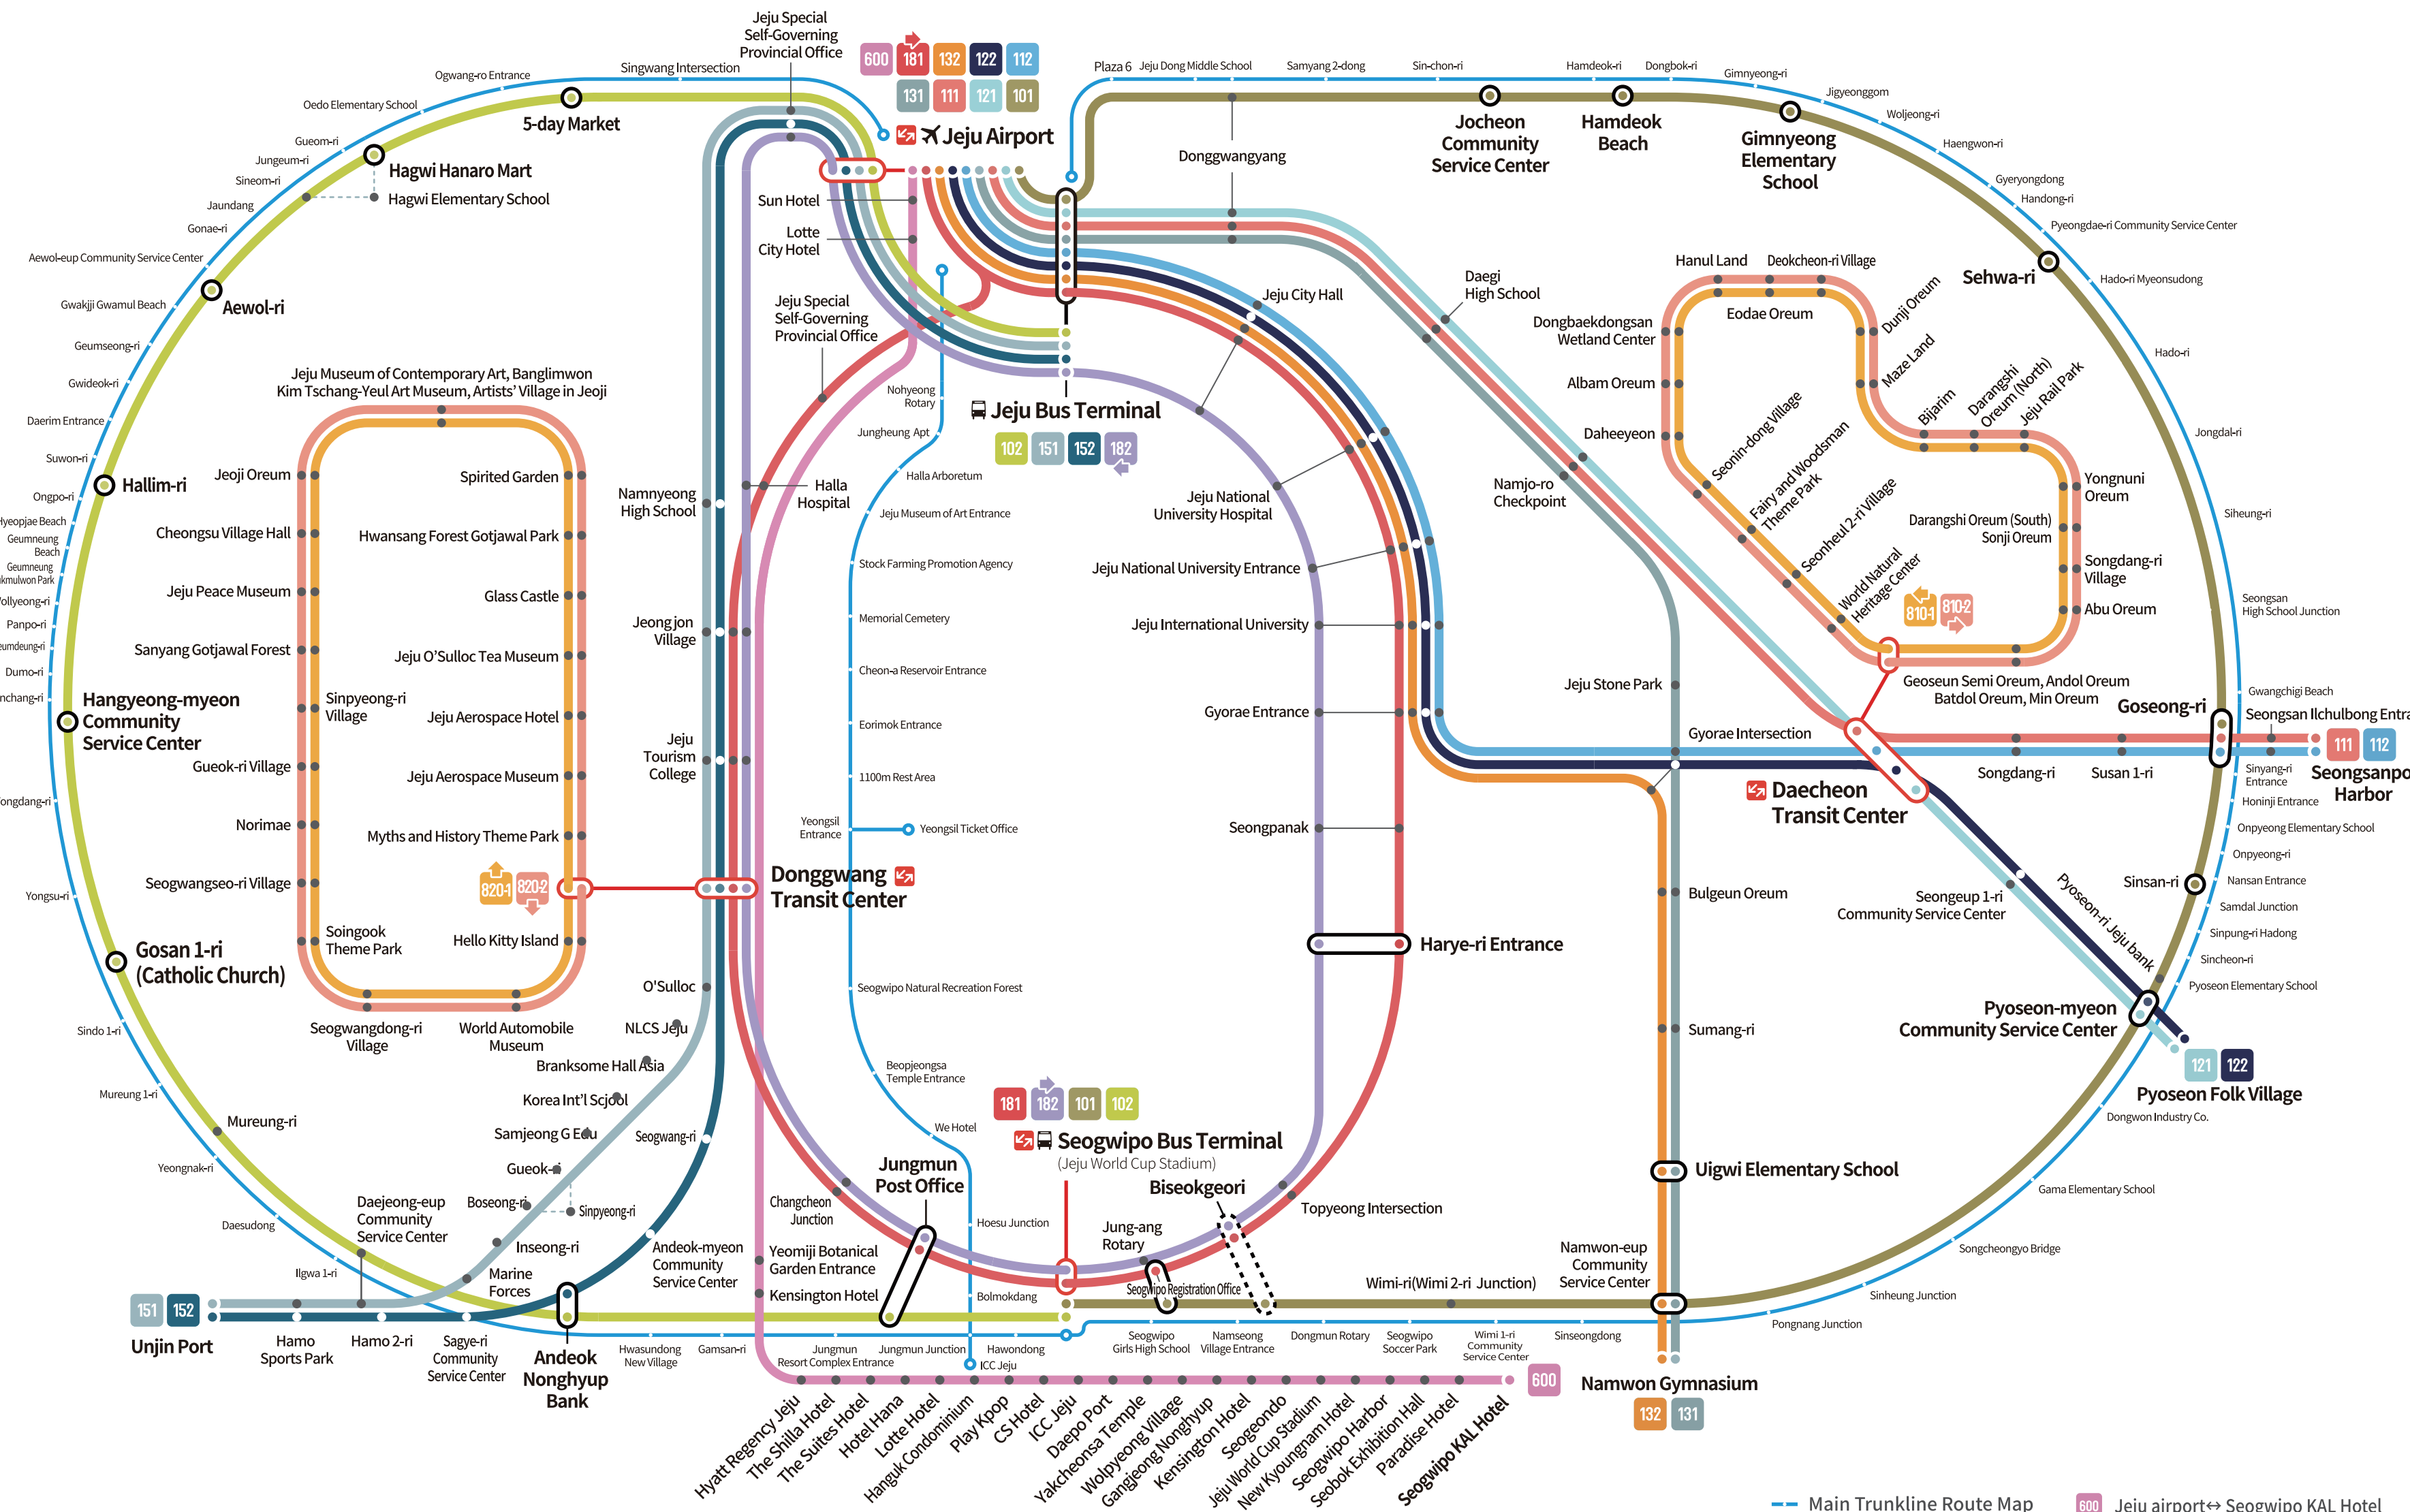 Jeju Special
Self-Governing
Provincial Office
600 181 132 122 112
131 111 121 101
Jeju Airport
Singwang Intersection
Ogwang-ro Entrance
Oedo Elementary School
Gueom-ri
Jungeum-ri
Sineom-ri
Jaundang
Gonae-ri
Aewol-eup Community Service Center
Gwakjji Gwamul Beach
Geumseong-ri
Gwideok-ri
Daerim Entrance
Suwon-ri
Ongpo-ri
Hyeopjae Beach
Geumneung
Beach
Geumneung
Panpo-ri
Dumo-ri
Yongsu-ri
Sindo 1-ri
Mureung 1-ri
Yeongnak-ri
Daesudong
Ilgwa 1-ri
5-day Market
Hagwi Hanaro Mart
Hagwi Elementary School
Aewol-ri
Hallim-ri
Hangyeong-myeon
Community
Service Center
Gosan 1-ri
(Catholic Church)
Mureung-ri
Plaza 6
Jeju Dong Middle School
Samyang 2-dong
Sin-chon-ri
Hamdeok-ri
Dongbok-ri
Gimnyeong-ri
Jigyeonggom
Woljeong-ri
Haengwon-ri
Gyeryongdong
Handong-ri
Pyeongdae-ri Community Service Center
Hado-ri Myeonsudong
Hado-ri
Jongdal-ri
Siheung-ri
Seongsan
High School Junction
Gwangchigi Beach
Donggwangyang
Jocheon
Community
Service Center
Hamdeok
Beach
Gimnyeong
Elementary
School
Sehwa-ri
Goseong-ri
Seongsan Ilchulbong Entra
111 112
Seongsanpo
Harbor
Sinyang-ri
Entrance
Honinji Entrance
Onpyeong Elementary School
Onpyeong-ri
Nansan Entrance
Samdal Junction
Sinpung-ri Hadong
Sincheon-ri
Pyoseon Elementary School
Sinsan-ri
Pyoseon-ri Jeju bank
Pyoseon-myeon
Community Service Center
121 122
Pyoseon Folk Village
Dongwon Industry Co.
Gama Elementary School
Songcheongyo Bridge
Sinheung Junction
Pongnang Junction
Sun Hotel
Lotte
City Hotel
Jeju Special
Self-Governing
Provincial Office
Nohyeong
Rotary
Jungheung Apt
Halla Arboretum
Jeju Museum of Art Entrance
Stock Farming Promotion Agency
Memorial Cemetery
Cheon-a Reservoir Entrance
Eorimok Entrance
1100m Rest Area
Yeongsil
Entrance
Yeongsil Ticket Office
Seogwipo Natural Recreation Forest
Beopjeongsa
Temple Entrance
We Hotel
Hoesu Junction
Bolmokdang
Jeju Bus Terminal
102 151 152 182
Jeju City Hall
Jeju National
University Hospital
Jeju National University Entrance
Jeju International University
Gyorae Entrance
Seongpanak
Harye-ri Entrance
Topyeong Intersection
Daegi
High School
Namjo-ro
Checkpoint
Jeju Stone Park
Gyorae Intersection
Bulgeun Oreum
Sumang-ri
Uigwi Elementary School
Namwon-eup
Community
Service Center
Namwon Gymnasium
132 131
Daecheon
Transit Center
Songdang-ri
Susan 1-ri
Seongeup 1-ri
Community Service Center
Hanul Land
Deokcheon-ri Village
Eodae Oreum
Dunji Oreum
Maze Land
Bijarim
Darangshi
Oreum (North)
Jeju Rail Park
Dongbaekdongsan
Wetland Center
Albam Oreum
Daheeyeon
Seonin-dong Village
Fairy and Woodsman
Theme Park
Seonheul 2-ri Village
World Natural
Heritage Center
Yongnuni
Oreum
Darangshi Oreum (South)
Sonji Oreum
Songdang-ri
Village
Abu Oreum
810-1 810-2
Geoseun Semi Oreum, Andol Oreum
Batdol Oreum, Min Oreum
Jeju Museum of Contemporary Art, Banglimwon
Kim Tschang-Yeul Art Museum, Artists' Village in Jeoji
Jeoji Oreum
Cheongsu Village Hall
Jeju Peace Museum
Sanyang Gotjawal Forest
Sinpyeong-ri
Village
Gueok-ri Village
Norimae
Seogwangseo-ri Village
Soingook
Theme Park
Seogwangdong-ri
Village
World Automobile
Museum
Spirited Garden
Hwansang Forest Gotjawal Park
Glass Castle
Jeju O'Sulloc Tea Museum
Jeju Aerospace Hotel
Jeju Aerospace Museum
Myths and History Theme Park
820-1 820-2
Hello Kitty Island
Namnyeong
High School
Halla
Hospital
Jeongjon
Village
Jeju
Tourism
College
Donggwang
Transit Center
O'Sulloc
NLCS Jeju
Branksome Hall Asia
Korea Int'l Scjool
Samjeong G Edu
Gueok-ri
Boseong-ri
Sinpyeong-ri
Inseong-ri
Marine
Forces
Seogwang-ri
Andeok-myeon
Community
Service Center
Daejeong-eup
Community
Service Center
151 152
Unjin Port
Hamo
Sports Park
Hamo 2-ri
Sagye-ri
Community
Service Center
Andeok
Nonghyup
Bank
Hwasundong
New Village
Gamsan-ri
Jungmun
Resort Complex Entrance
Jungmun Junction
Hawondong
ICC Jeju
Changcheon
Junction
Yeomiji Botanical
Garden Entrance
Kensington Hotel
Jungmun
Post Office
181 182 101 102
Seogwipo Bus Terminal
(Jeju World Cup Stadium)
Biseokgeori
Jung-ang
Rotary
Seogwipo Registration Office
Wimi-ri(Wimi 2-ri Junction)
Seogwipo
Girls High School
Namseong
Village Entrance
Dongmun Rotary
Seogwipo
Soccer Park
Wimi 1-ri
Community
Service Center
Sinseongdong
600
Hyatt Regency Jeju
The Shilla Hotel
The Suites Hotel
Hotel Hana
Lotte Hotel
Hanguk Condominium
Play Kpop
CS Hotel
ICC Jeju
Daepo Port
Yakcheonsa Temple
Wolpyeong Village
Gangjeong Nonghyup
Kensington Hotel
Seogeondo
Jeju World Cup Stadium
New Kyoungnam Hotel
Seogwipo Harbor
Seobok Exhibition Hall
Paradise Hotel
Seogwipo KAL Hotel
Main Trunkline Route Map
600 Jeju airport↔ Seogwipo KAL Hotel